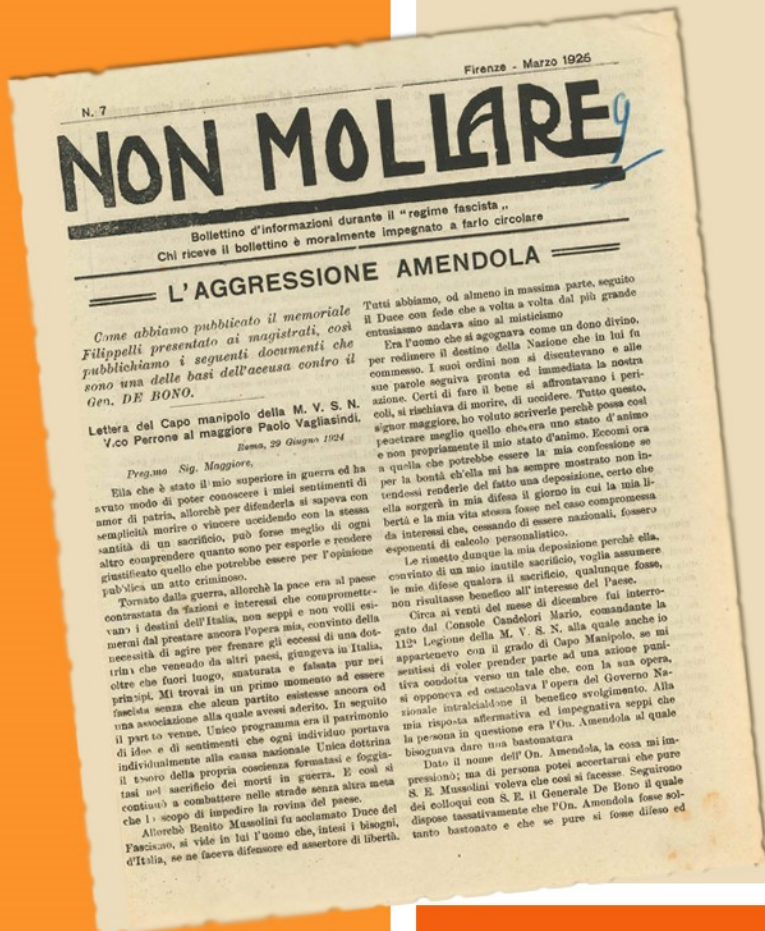 N. 7
Firenze - Marzo 1925
NON MOLLARE
9
Bollettino d'informazioni durante il "regime fascista „
Chi riceve il bollettino è moralmente impegnato a farlo circolare
L'AGGRESSIONE AMENDOLA
Come abbiamo pubblicato il memoriale
Filippelli presentato ai magistrati, così
pubblichiamo i seguenti documenti che
sono una delle basi dell'accusa contro il
Gen. DE BONO.
Lettera del Capo manipolo della M. V. S. N.
V.co Perrone al maggiore Paolo Vagliasindi.
Roma, 29 Giugno 1924
Preg.mo Sig. Maggiore,
Ella che è stato il mio superiore in guerra ed ha
avuto modo di poter conoscere i miei sentimenti di
amor di patria, allorchè per difenderla si sapeva con
semplicità morire o vincere uccidendo con la stessa
santità di un sacrificio, può forse meglio di ogni
altro comprendere quanto sono per esporle e rendere
giustificato quello che potrebbe essere per l'opinione
pubblica un atto criminoso.
Tornato dalla guerra, allorchè la pace era al paese
contrastata da fazioni e interessi che compromette-
vano i destini dell'Italia, non seppi e non volli esi-
mermi dal prestare ancora l'opera mia, convinto della
necessità di agire per frenare gli eccessi di una dot-
trina che venendo da altri paesi, giungeva in Italia,
oltre che fuori luogo, snaturata e falsata pur nei
principi. Mi trovai in un primo momento ad essere
fascista senza che alcun partito esistesse ancora od
una associazione alla quale avessi aderito. In seguito
il partito venne. Unico programma era il patrimonio
di idee e di sentimenti che ogni individuo portava
individualmente alla causa nazionale Unica dottrina
il tesoro della propria coscienza formatasi e foggia-
tasi nel sacrificio dei morti in guerra. E così si
continuò a combattere nelle strade senza altra meta
che lo scopo di impedire la rovina del paese.
Allorchè Benito Mussolini fu acclamato Duce del
Fascismo, si vide in lui l'uomo che, intesi i bisogni,
d'Italia, se ne faceva difensore ed assertore di libertà.
Tutti abbiamo, od almeno in massima parte, seguito
il Duce con fede che a volta a volta dal più grande
entusiasmo andava sino al misticismo
Era l'uomo che si agognava come un dono divino,
per redimere il destino della Nazione che in lui fu
commesso. I suoi ordini non si discutevano e alle
sue parole seguiva pronta ed immediata la nostra
azione. Certi di fare il bene si affrontavano i peri-
coli, si rischiava di morire, di uccidere. Tutto questo,
signor maggiore, ho voluto scriverle perchè possa così
penetrare meglio quello che era uno stato d'animo
e non propriamente il mio stato d'animo. Eccomi ora
a quella che potrebbe essere la mia confessione se
per la bontà ch'ella mi ha sempre mostrato non in-
tendessi renderle del fatto una deposizione, certo che
ella sorgerà in mia difesa il giorno in cui la mia li-
bertà e la mia vita stessa fosse nel caso compromessa
da interessi che, cessando di essere nazionali, fossero
esponenti di calcolo personalistico.
Le rimetto dunque la mia deposizione perchè ella,
convinto di un mio inutile sacrificio, voglia assumere
le mie difese qualora il sacrificio, qualunque fosse,
non risultasse benefico all'interesse del Paese.
Circa ai venti del mese di dicembre fui interro-
gato dal Console Candelori Mario, comandante la
112ª Legione della M. V. S. N. alla quale anche io
appartenevo con il grado di Capo Manipolo, se mi
sentissi di voler prender parte ad una azione puni-
tiva condotta verso un tale che, con la sua opera,
si opponeva ed ostacolava l'opera del Governo Na-
zionale intralciandone il benefico svolgimento. Alla
mia risposta affermativa ed impegnativa seppi che
la persona in questione era l'On. Amendola al quale
bisognava dare una bastonatura
Dato il nome dell'On. Amendola, la cosa mi im-
pressionò; ma di persona potei accertarmi che pure
S. E. Mussolini voleva che così si facesse. Seguirono
dei colloqui con S. E. il Generale De Bono il quale
dispose tassativamente che l'On. Amendola fosse sol-
tanto bastonato e che se pure si fosse difeso ed